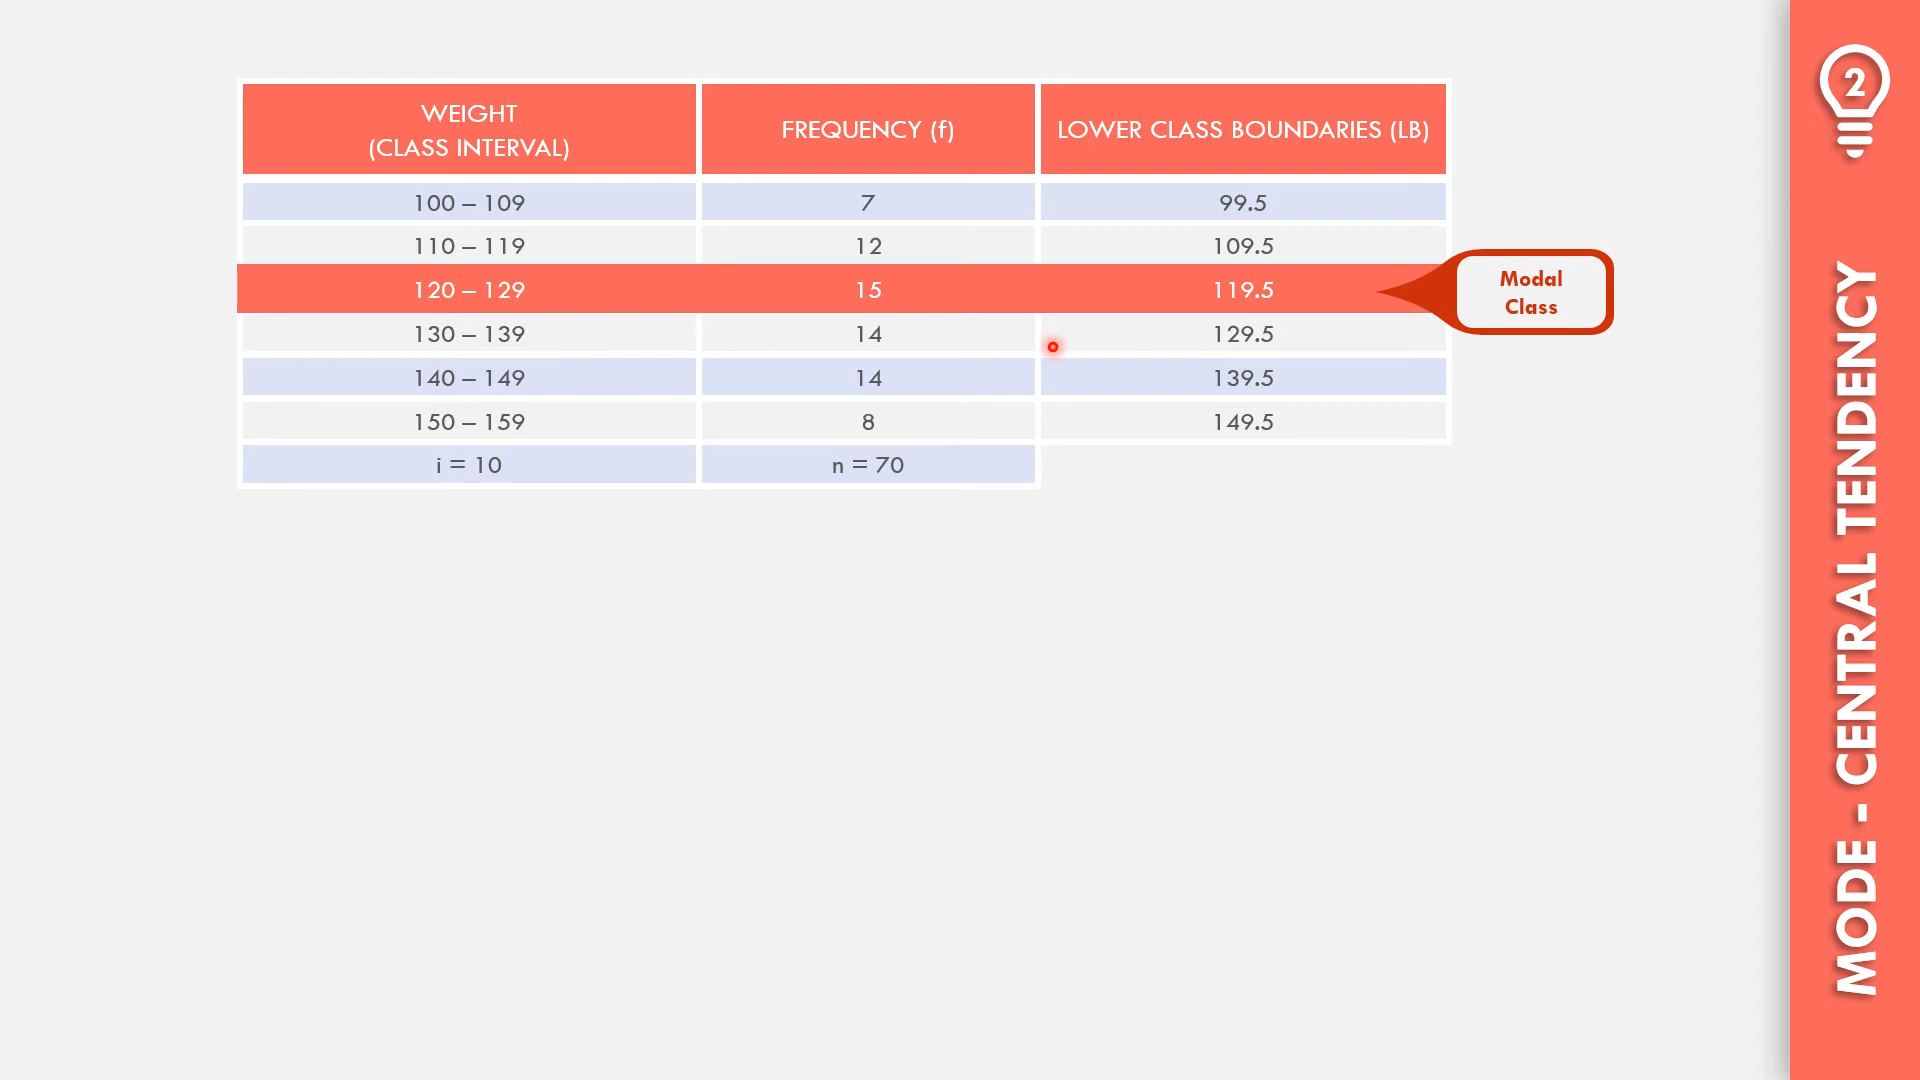 WEIGHT
(CLASS INTERVAL)
FREQUENCY (f)
LOWER CLASS BOUNDARIES (LB)
100 – 109 7 99.5
110 – 119 12 109.5
120 – 129 15 119.5
Modal
Class
130 – 139 14 129.5
140 – 149 14 139.5
150 – 159 8 149.5
i = 10 n = 70
2
MODE - CENTRAL TENDENCY